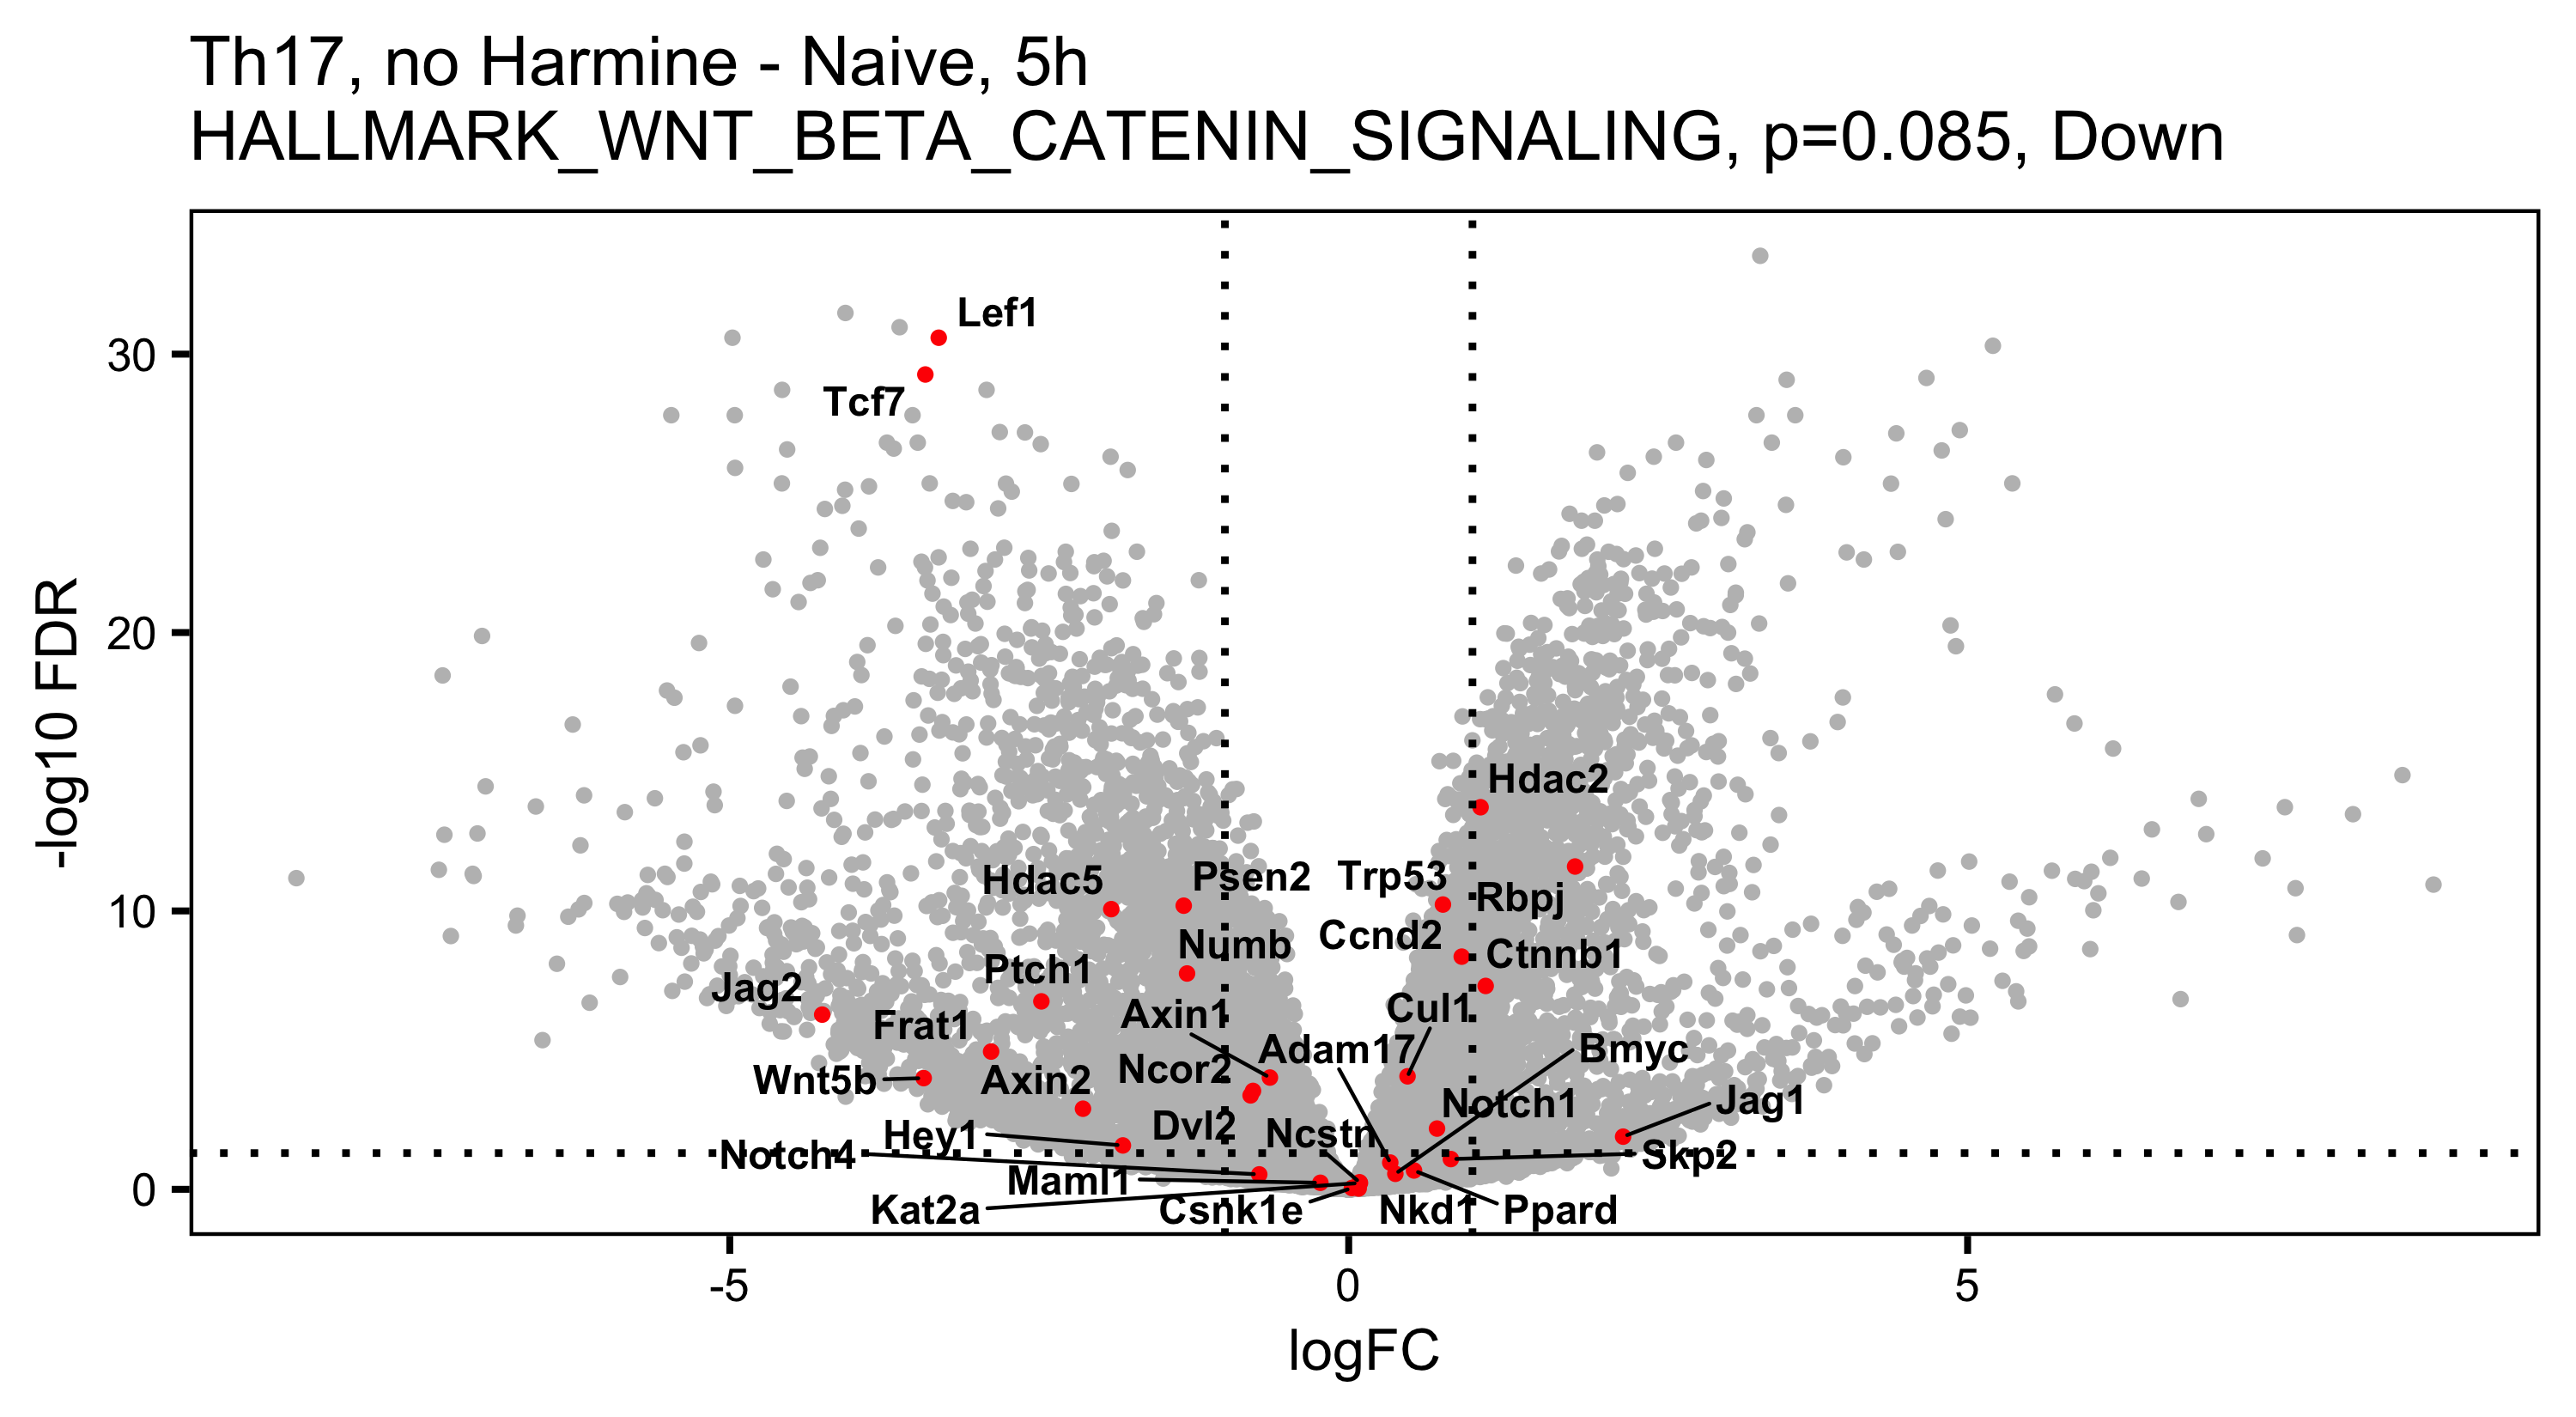 Th17, no Harmine - Naive, 5h
HALLMARK_WNT_BETA_CATENIN_SIGNALING, p=0.085, Down
-log10 FDR
30
20
10
0
Lef1
Tcf7
Hdac2
Hdac5
Psen2
Trp53
Rbpj
Ccnd2
Numb
Ctnnb1
Ptch1
Jag2
Axin1
Cul1
Frat1
Adam17
Bmyc
Wnt5b
Axin2
Ncor2
Notch1
Jag1
Dvl2
Hey1
Ncstn
Notch4
Skp2
Maml1
Kat2a
Csnk1e
Nkd1
Ppard
-5
0
5
logFC